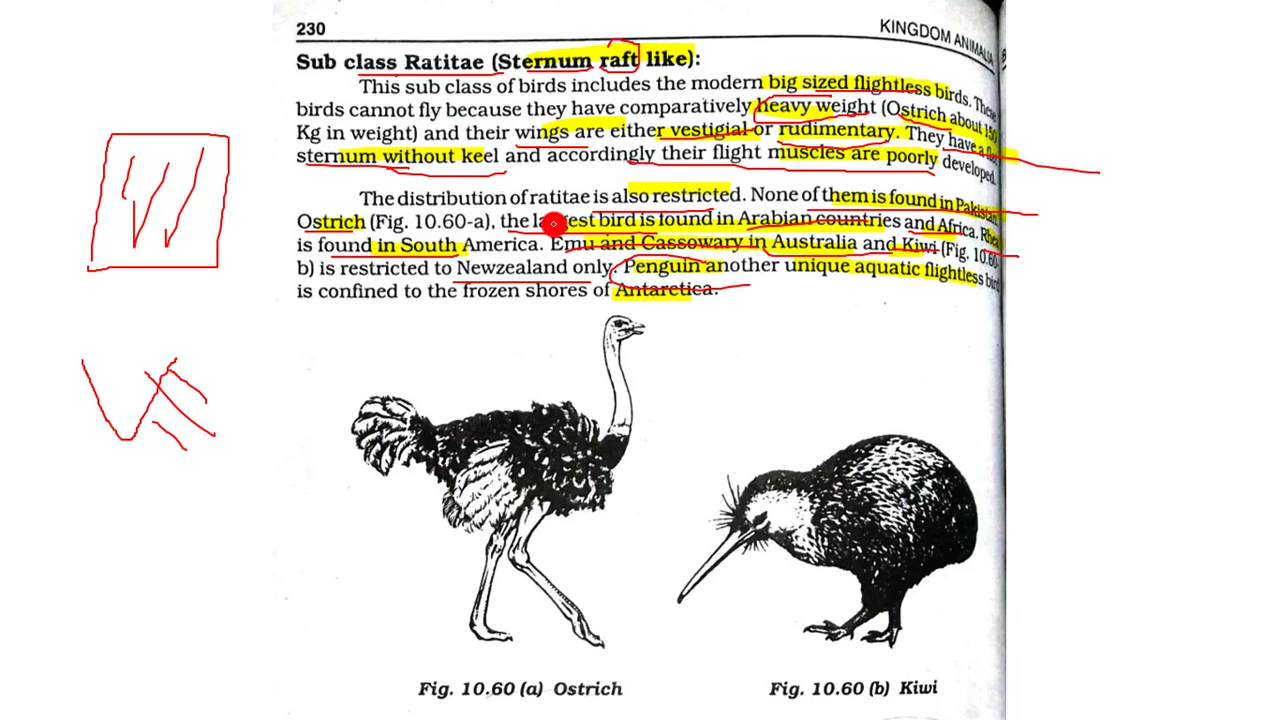 230
KINGDOM ANIMALIA
Sub class Ratitae (Sternum raft like):
This sub class of birds includes the modern big sized flightless birds. These
birds cannot fly because they have comparatively heavy weight (Ostrich about 150
Kg in weight) and their wings are either vestigial or rudimentary. They have a flat
sternum without keel and accordingly their flight muscles are poorly developed.
The distribution of ratitae is also restricted. None of them is found in Pakistan
Ostrich (Fig. 10.60-a), the largest bird is found in Arabian countries and Africa. Rhea
is found in South America. Emu and Cassowary in Australia and Kiwi (Fig. 10.60-
b) is restricted to Newzealand only. Penguin another unique aquatic flightless bird
is confined to the frozen shores of Antaretica.
Fig. 10.60 (a) Ostrich
Fig. 10.60 (b) Kiwi